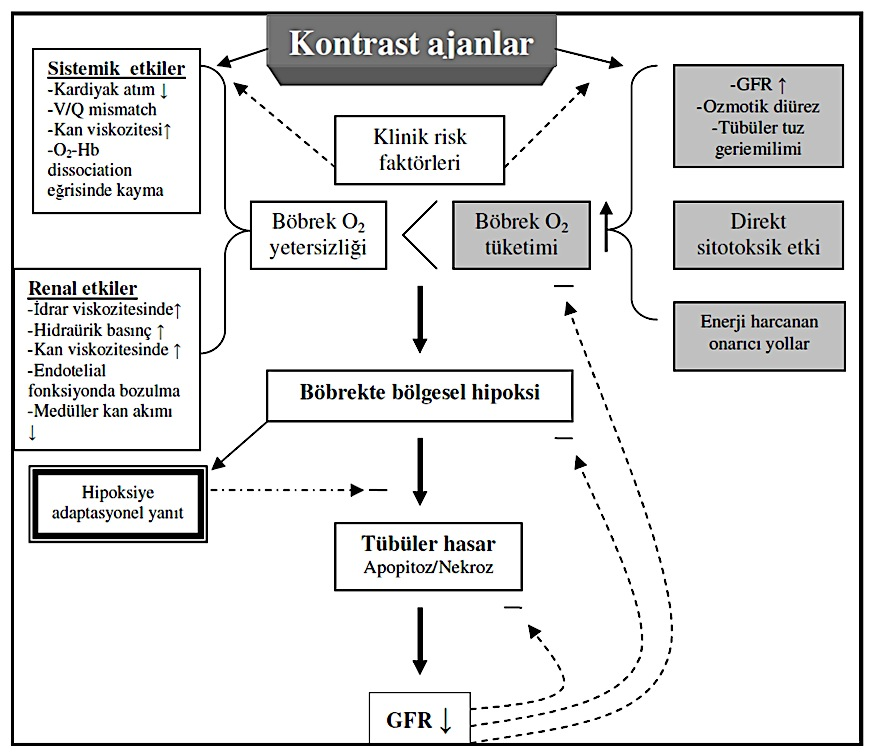 Kontrast ajanlar
Sistemik etkiler
-Kardiyak atım ↓
-V/Q mismatch
-Kan viskozitesi↑
-O₂-Hb
dissociation
eğrisinde kayma
Klinik risk
faktörleri
-GFR ↑
-Ozmotik diürez
-Tübüler tuz
geriemilimi
Böbrek O₂
yetersizliği
Böbrek O₂
tüketimi
Direkt
sitotoksik etki
Renal etkiler
-İdrar viskozitesinde↑
-Hidraürik basınç ↑
-Kan viskozitesinde ↑
-Endotelial
fonksiyonda bozulma
-Medüller kan akımı
↓
Enerji harcanan
onarıcı yollar
Böbrekte bölgesel hipoksi
Hipoksiye
adaptasyonel yanıt
Tübüler hasar
Apopitoz/Nekroz
GFR ↓